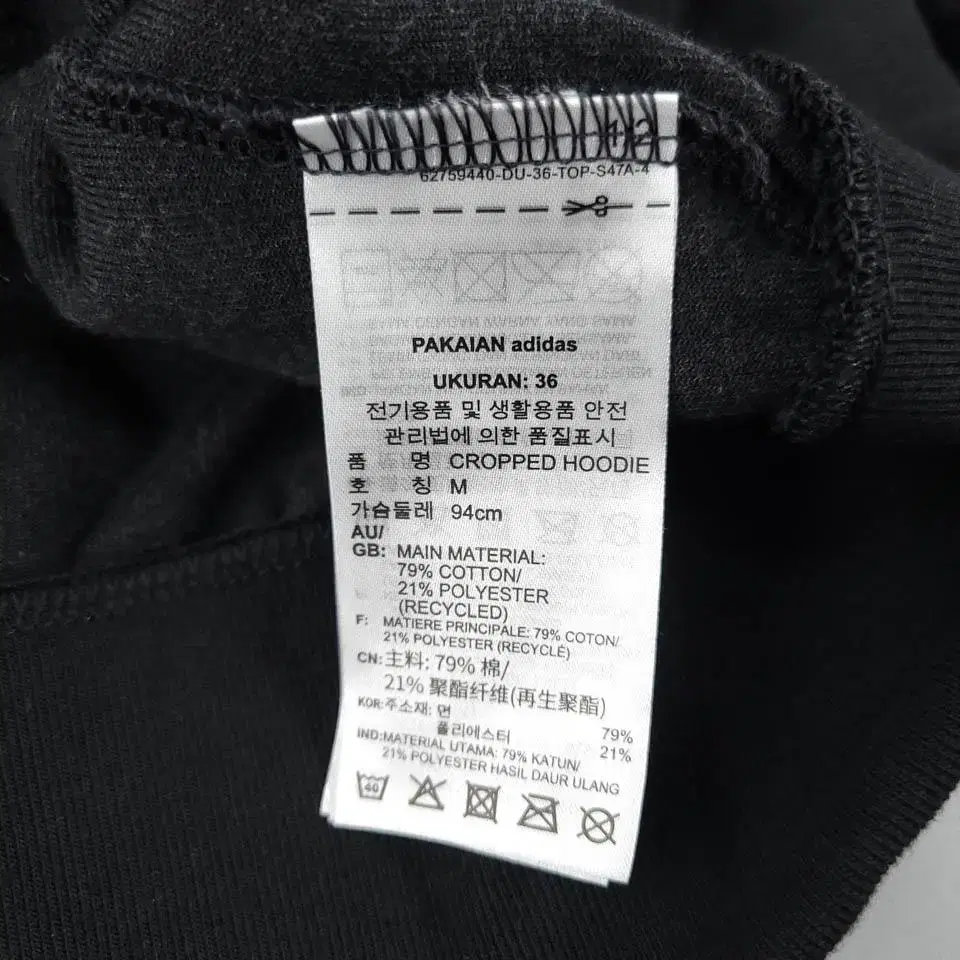 1/2
62759440-DU-36-TOP-S47A-4
PAKAIAN adidas
UKURAN: 36
전기용품 및 생활용품 안전
관리법에 의한 품질표시
품 명 CROPPED HOODIE
호 칭 M
가슴둘레 94cm
AU/
GB: MAIN MATERIAL:
79% COTTON/
21% POLYESTER
(RECYCLED)
F: MATIERE PRINCIPALE: 79% COTON/
21% POLYESTER (RECYCLÉ)
CN: 主料: 79% 棉/
21% 聚酯纤维(再生聚酯)
KOR: 주소재: 면 79%
폴리에스터 21%
IND: MATERIAL UTAMA: 79% KATUN/
21% POLYESTER HASIL DAUR ULANG
40